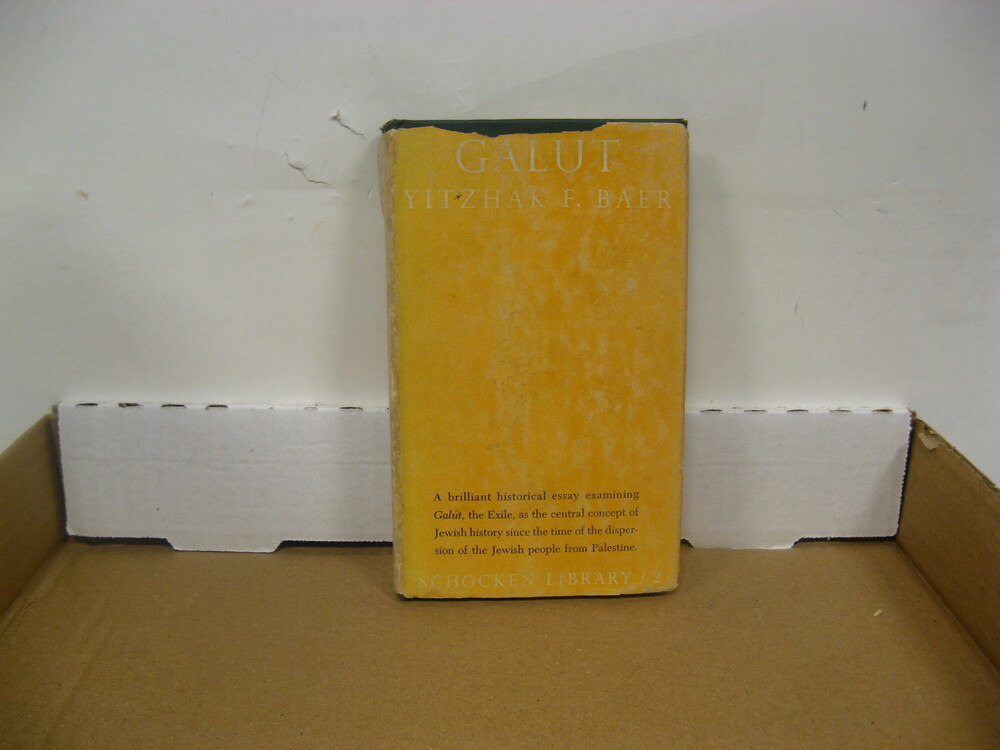 GALUT
YITZHAK F. BAER
A brilliant historical essay examining
Galut, the Exile, as the central concept of
Jewish history since the time of the disper-
sion of the Jewish people from Palestine.
SCHOCKEN LIBRARY / 2